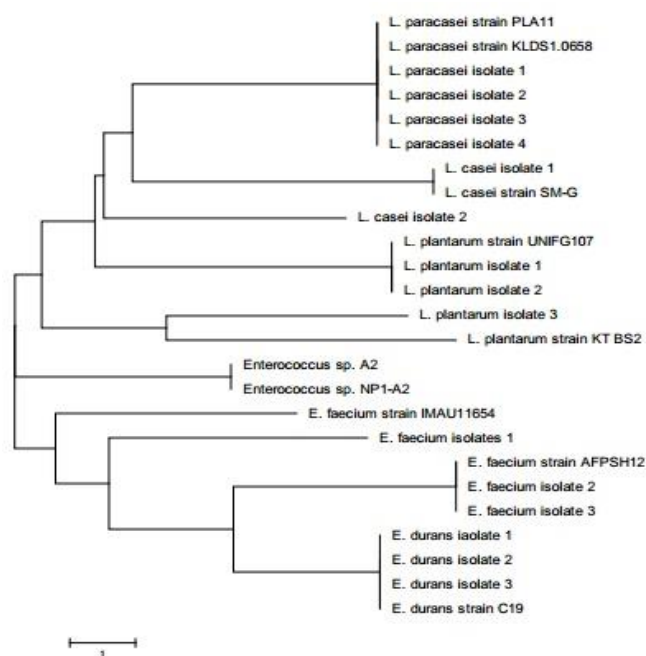 L. paracasei strain PLA11
L. paracasei strain KLDS1.0658
L. paracasei isolate 1
L. paracasei isolate 2
L. paracasei isolate 3
L. paracasei isolate 4
L. casei isolate 1
L. casei strain SM-G
L. casei isolate 2
L. plantarum strain UNIFG107
L. plantarum isolate 1
L. plantarum isolate 2
L. plantarum isolate 3
L. plantarum strain KT BS2
Enterococcus sp. A2
Enterococcus sp. NP1-A2
E. faecium strain IMAU11654
E. faecium isolates 1
E. faecium strain AFPSH12
E. faecium isolate 2
E. faecium isolate 3
E. durans iaolate 1
E. durans isolate 2
E. durans isolate 3
E. durans strain C19
1